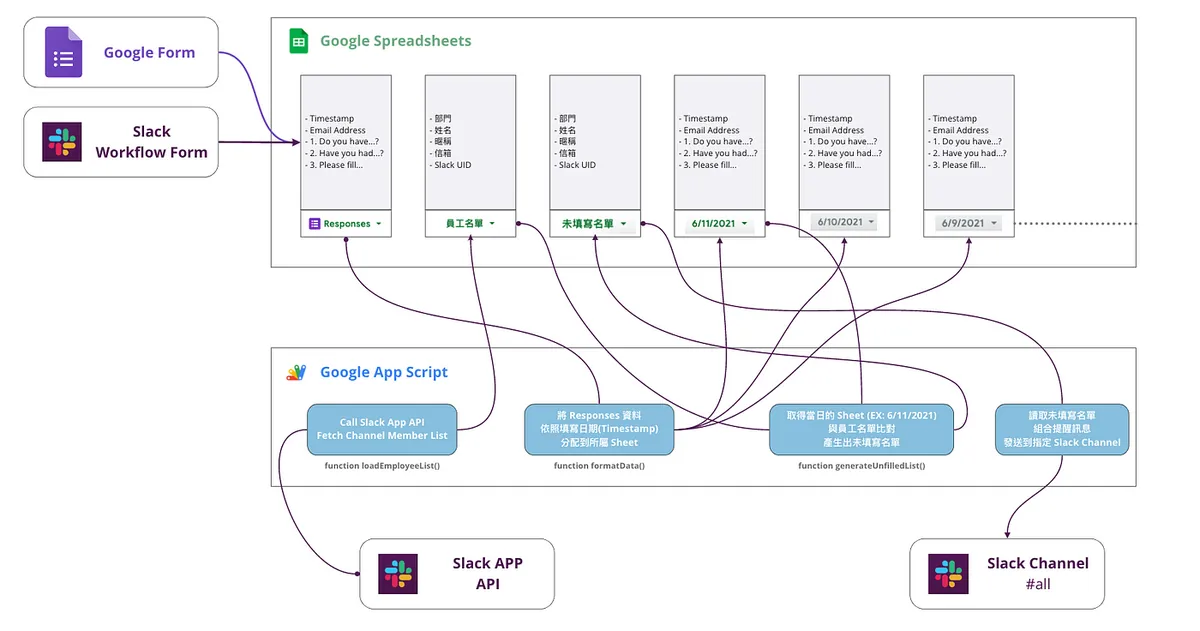 Google Form
Slack
Workflow Form
Google Spreadsheets
- Timestamp
- Email Address
- 1. Do you have...?
- 2. Have you had...?
- 3. Please fill...
Responses
- 部門
- 姓名
- 暱稱
- 信箱
- Slack UID
員工名單
- 部門
- 姓名
- 暱稱
- 信箱
- Slack UID
未填寫名單
- Timestamp
- Email Address
- 1. Do you have...?
- 2. Have you had...?
- 3. Please fill...
6/11/2021
- Timestamp
- Email Address
- 1. Do you have...?
- 2. Have you had...?
- 3. Please fill...
6/10/2021
- Timestamp
- Email Address
- 1. Do you have...?
- 2. Have you had...?
- 3. Please fill...
6/9/2021
Google App Script
Call Slack App API
Fetch Channel Member List
function loadEmployeeList()
將 Responses 資料
依照填寫日期(Timestamp)
分配到所屬 Sheet
function formatData()
取得當日的 Sheet (EX: 6/11/2021)
與員工名單比對
產生出未填寫名單
function generateUnfilledList()
讀取未填寫名單
組合提醒訊息
發送到指定 Slack Channel
Slack APP
API
Slack Channel
#all